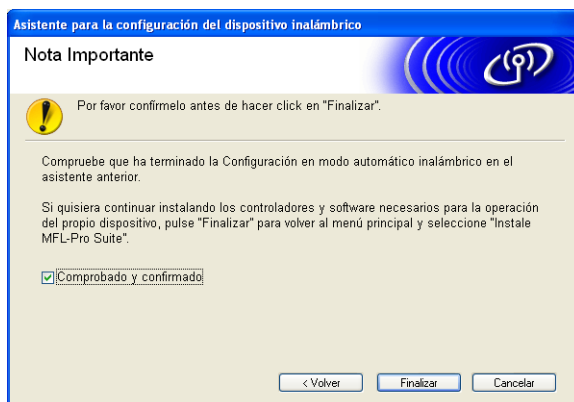 Asistente para la configuración del dispositivo inalámbrico
Nota Importante
Por favor confírmelo antes de hacer click en "Finalizar".
Compruebe que ha terminado la Configuración en modo automático inalámbrico en el
asistente anterior.
Si quisiera continuar instalando los controladores y software necesarios para la operación
del propio dispositivo, pulse "Finalizar" para volver al menú principal y seleccione "Instale
MFL-Pro Suite".
Comprobado y confirmado
< Volver
Finalizar
Cancelar